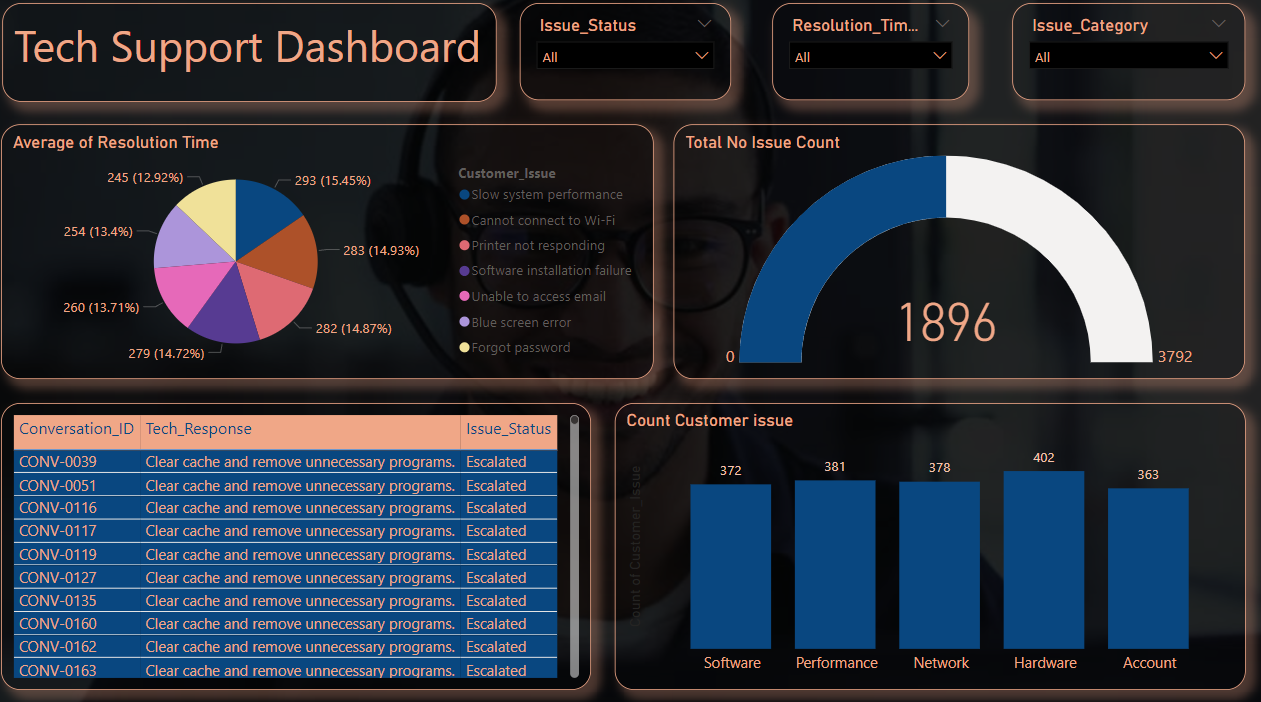 Tech Support Dashboard
Issue_Status
All
Resolution_Tim...
All
Issue_Category
All
Average of Resolution Time
245 (12.92%)
293 (15.45%)
254 (13.4%)
283 (14.93%)
260 (13.71%)
282 (14.87%)
279 (14.72%)
Customer_Issue
Slow system performance
Cannot connect to Wi-Fi
Printer not responding
Software installation failure
Unable to access email
Blue screen error
Forgot password
Total No Issue Count
1896
0
3792
Conversation_ID Tech_Response Issue_Status
CONV-0039 Clear cache and remove unnecessary programs. Escalated
CONV-0051 Clear cache and remove unnecessary programs. Escalated
CONV-0116 Clear cache and remove unnecessary programs. Escalated
CONV-0117 Clear cache and remove unnecessary programs. Escalated
CONV-0119 Clear cache and remove unnecessary programs. Escalated
CONV-0127 Clear cache and remove unnecessary programs. Escalated
CONV-0135 Clear cache and remove unnecessary programs. Escalated
CONV-0160 Clear cache and remove unnecessary programs. Escalated
CONV-0162 Clear cache and remove unnecessary programs. Escalated
CONV-0163 Clear cache and remove unnecessary programs. Escalated
Count Customer issue
Count of Customer_Issue
372
381
378
402
363
Software
Performance
Network
Hardware
Account